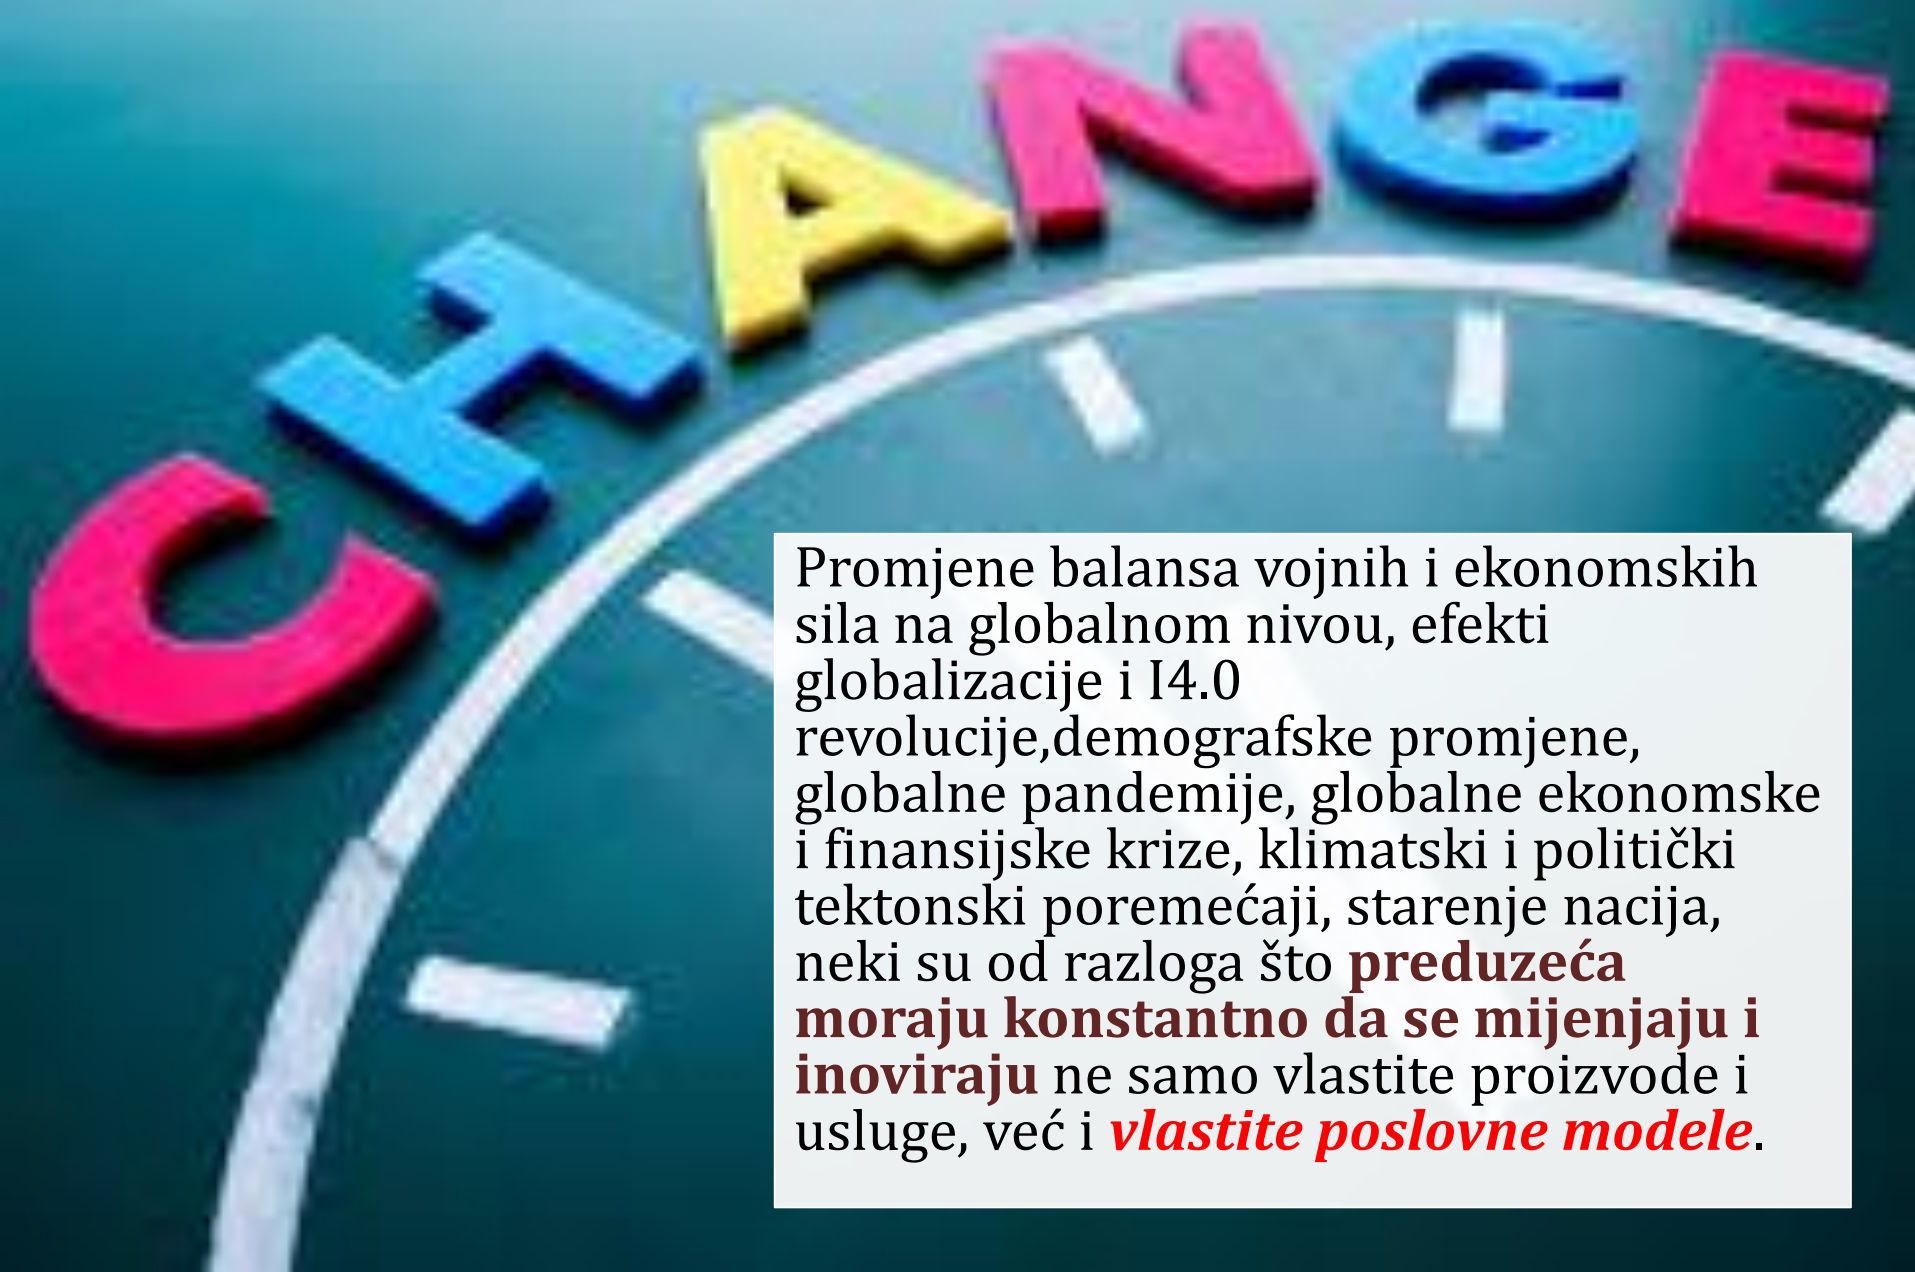 CHANGE
Promjene balansa vojnih i ekonomskih
sila na globalnom nivou, efekti
globalizacije i I4.0
revolucije,demografske promjene,
globalne pandemije, globalne ekonomske
i finansijske krize, klimatski i politički
tektonski poremećaji, starenje nacija,
neki su od razloga što preduzeća
moraju konstantno da se mijenjaju i
inoviraju ne samo vlastite proizvode i
usluge, već i vlastite poslovne modele.